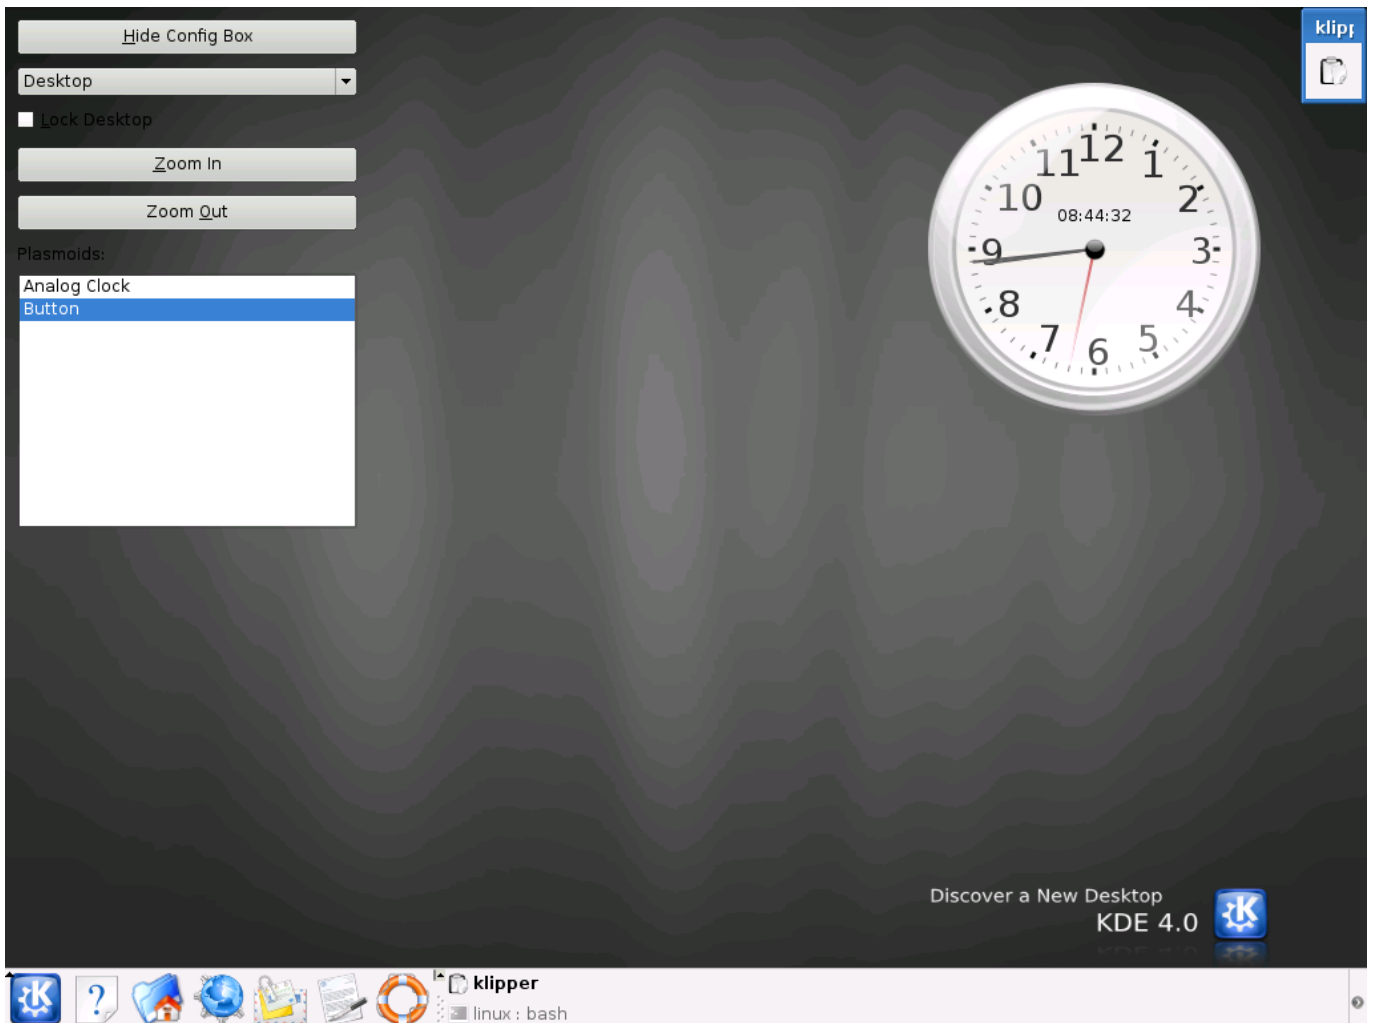 Hide Config Box
Desktop
Lock Desktop
Zoom In
Zoom Out
Plasmoids:
Analog Clock
Button
12
11
1
10
2
08:44:32
9
3
8
4
7
5
6
Discover a New Desktop
KDE 4.0
klipper
linux : bash